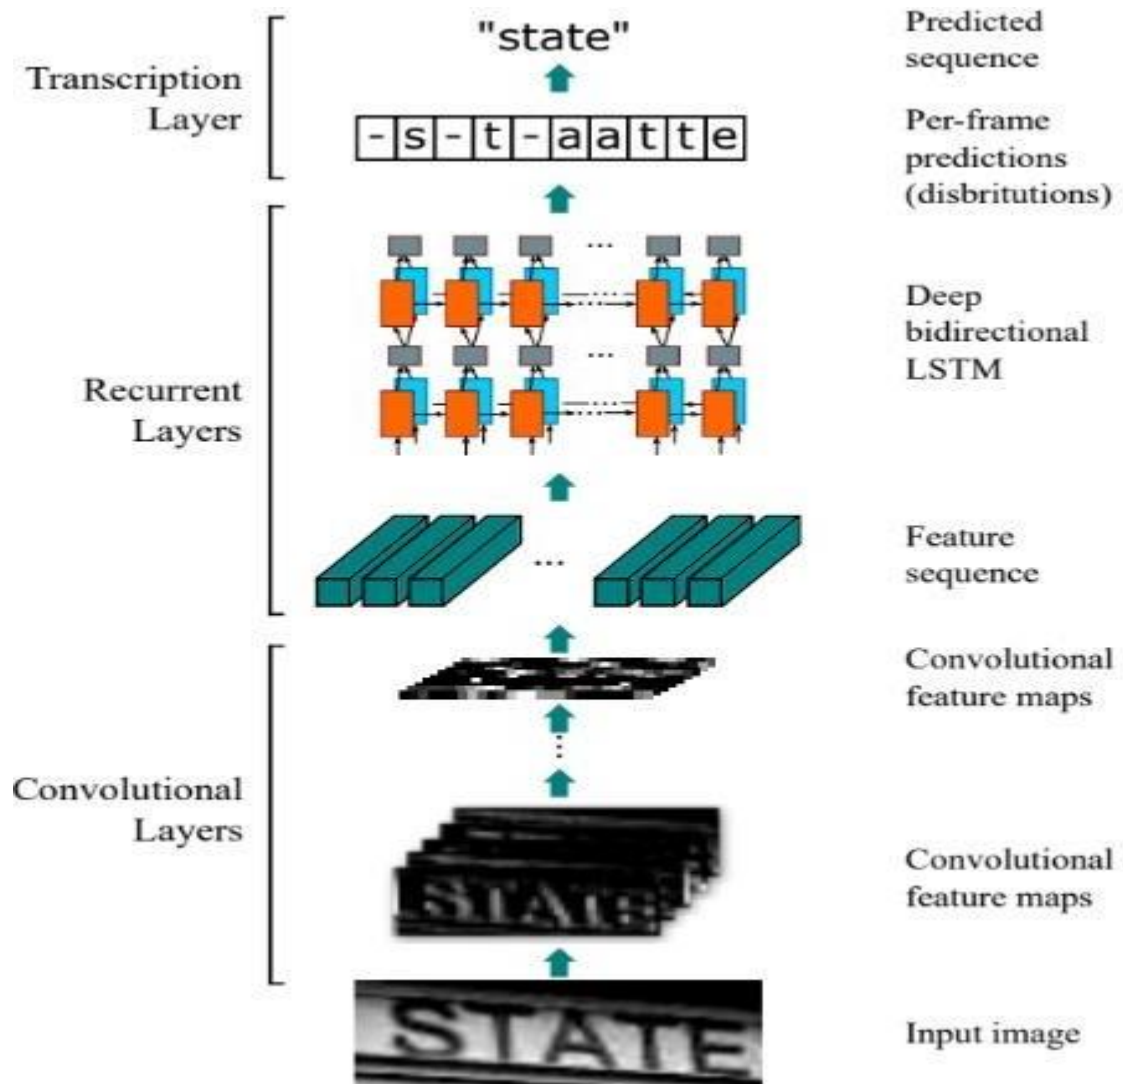 "state"
Predicted
sequence
Transcription
Layer
-s-t-aatte
Per-frame
predictions
(disbritutions)
Recurrent
Layers
Deep
bidirectional
LSTM
Feature
sequence
Convolutional
Layers
Convolutional
feature maps
Convolutional
feature maps
STATE
STATE
Input image